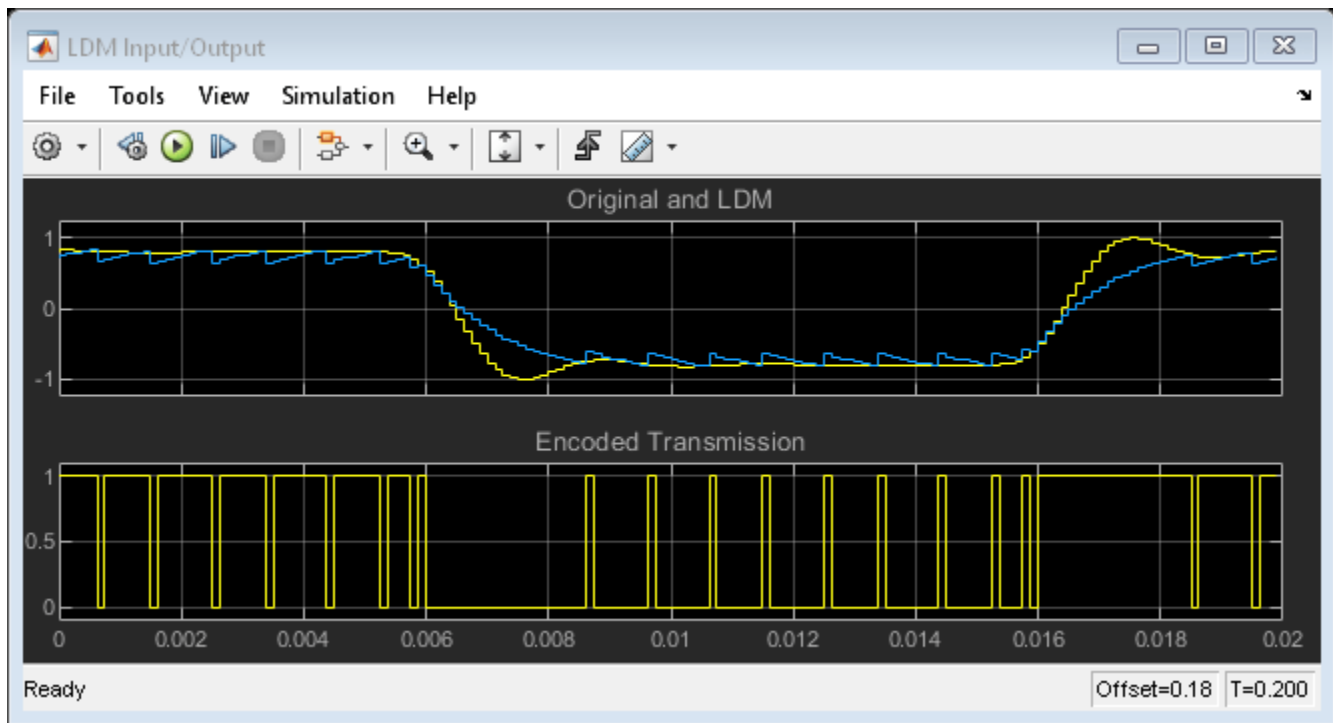 LDM Input/Output
File Tools View Simulation Help
Original and LDM
1
0
-1
Encoded Transmission
1
0.5
0
0 0.002 0.004 0.006 0.008 0.01 0.012 0.014 0.016 0.018 0.02
Ready Offset=0.18 T=0.200